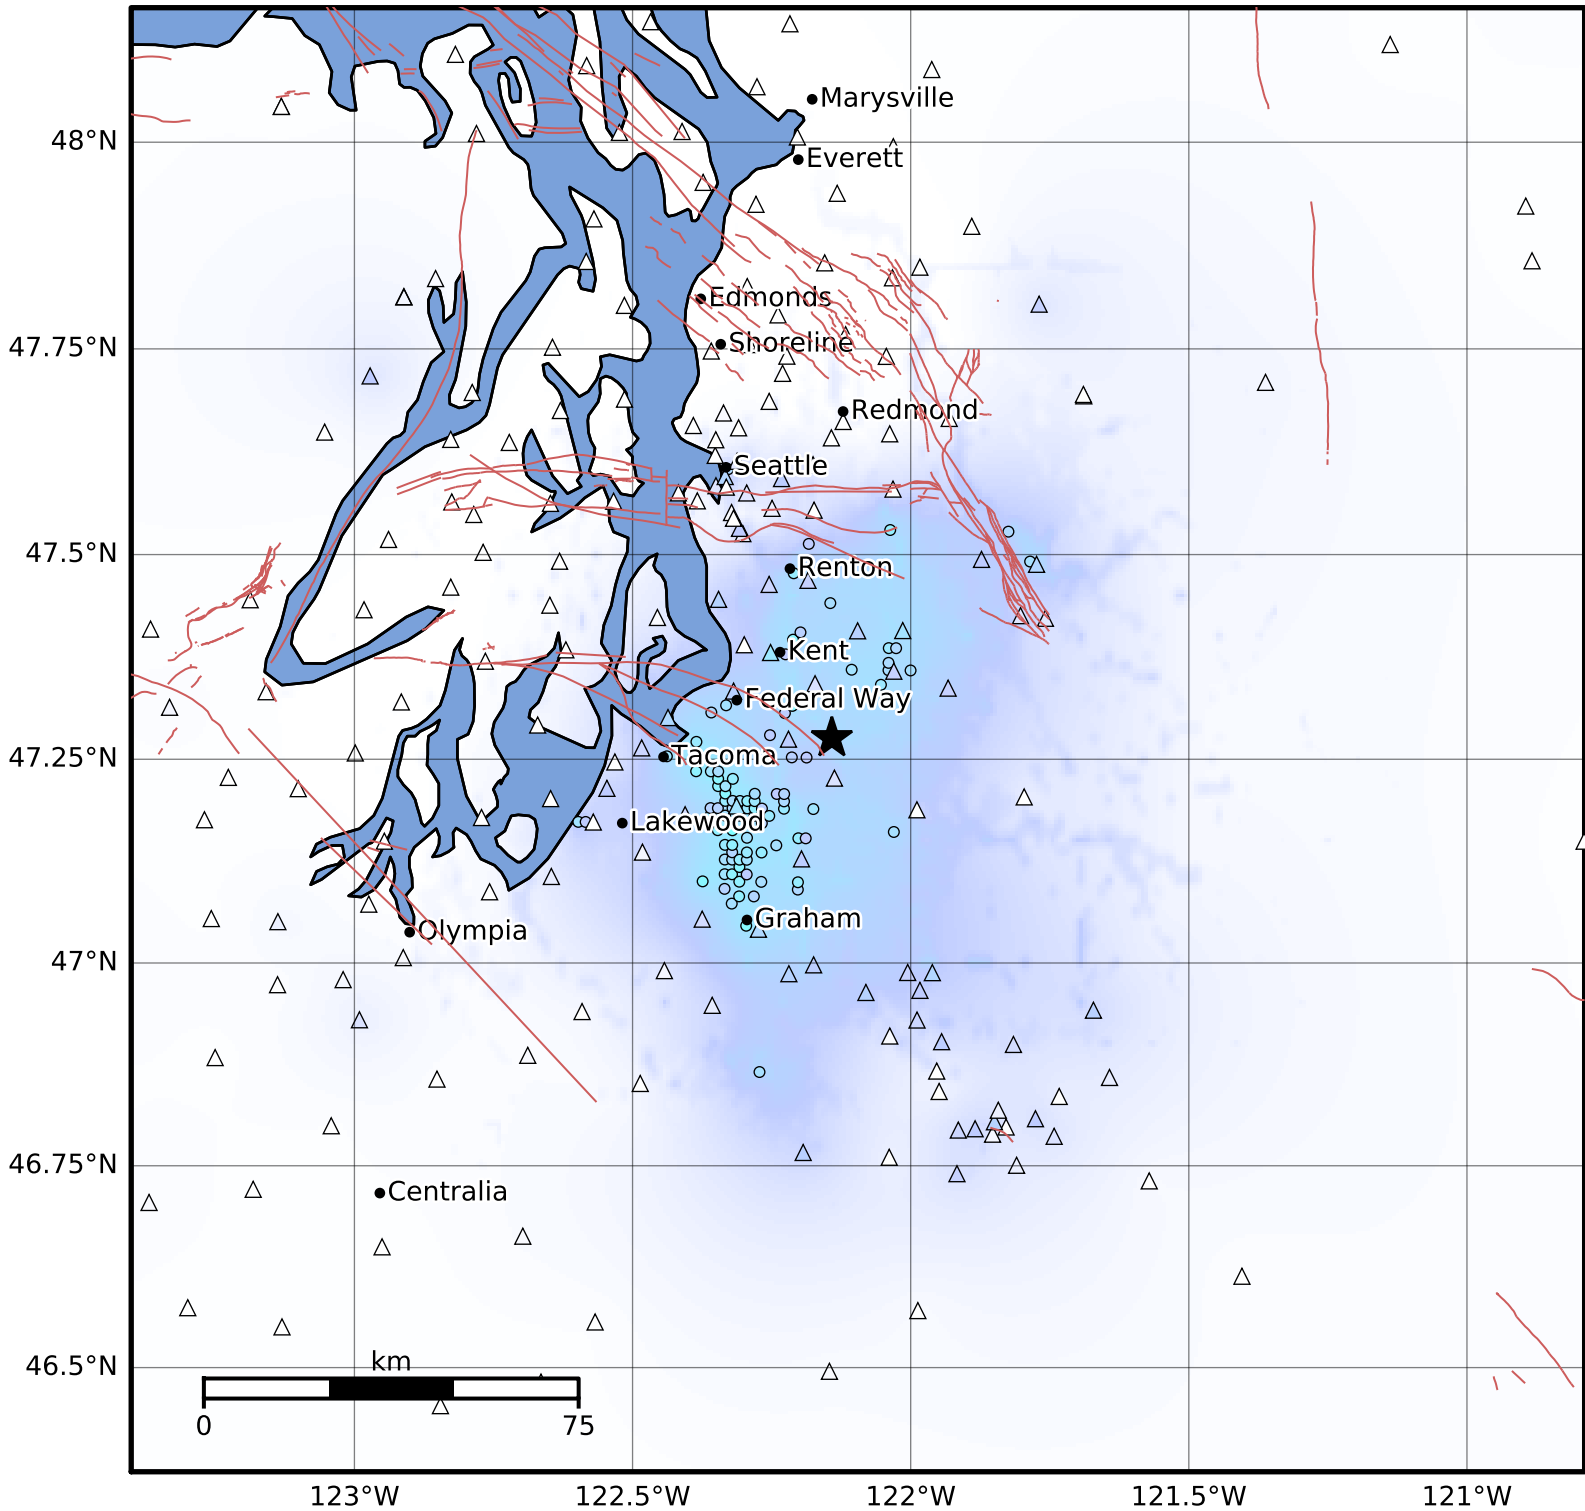 Marysville
48°N
Everett
Edmonds
47.75°N
Shoreline
Redmond
Seattle
47.5°N
Renton
Kent
Federal Way
47.25°N
Tacoma
Lakewood
Graham
Olympia
47°N
46.75°N
Centralia
46.5°N
km
0
75
123°W
122.5°W
122°W
121.5°W
121°W